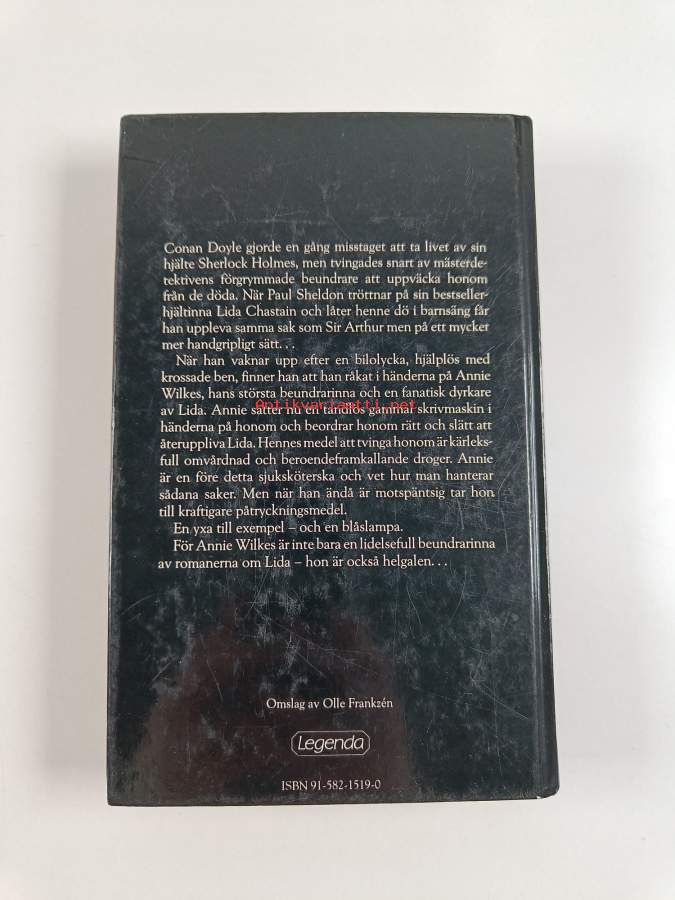 Conan Doyle gjorde en gång misstaget att ta livet av sin
hjälte Sherlock Holmes, men tvingades snart av mästerde-
tektivens förgrymmade beundrare att uppväcka honom
från de döda. När Paul Sheldon tröttnar på sin bestseller-
hjältinna Lida Chastain och låter henne dö i barnsäng får
han uppleva samma sak som Sir Arthur men på ett mycket
mer handgripligt sätt. . .
När han vaknar upp efter en bilolycka, hjälplös med
krossade ben, finner han att han råkat i händerna på Annie
Wilkes, hans största beundrarinna och en fanatisk dyrkare
Antikvariaatti.net
av Lida. Annie sätter nu en tandlös gammal skrivmaskin i
händerna på honom och beordrar honom rätt och slätt att
återuppliva Lida. Hennes medel att tvinga honom är kärleks-
full omvårdnad och beroendeframkallande droger. Annie
är en före detta sjuksköterska och vet hur man hanterar
sådana saker. Men när han ändå är motspäntsig tar hon
till kraftigare påtryckningsmedel.
En yxa till exempel – och en blåslampa.
För Annie Wilkes är inte bara en lidelsefull beundrarinna
av romanerna om Lida – hon är också helgalen. . .
Omslag av Olle Frankzén
Legenda
ISBN 91-582-1519-0